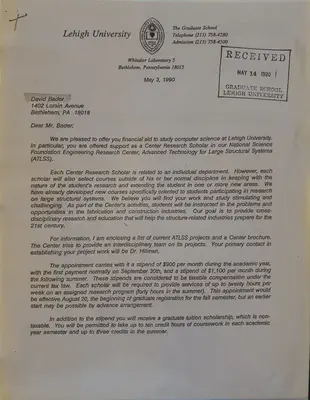 Lehigh University
The Graduate School
Telephone (215) 758-4280
Admission (215) 758-4500
Whitaker Laboratory 5
Bethlehem, Pennsylvania 18015
May 3, 1990
RECEIVED
MAY 14 1990
GRADUATE SCHOOL
LEHIGH UNIVERSITY
David Bader
1402 Lorain Avenue
Bethlehem, PA 18018
Dear Mr. Bader:
We are pleased to offer you financial aid to study computer science at Lehigh University.
In particular, you are offered support as a Center Research Scholar in our National Science
Foundation Engineering Research Center, Advanced Technology for Large Structural Systems
(ATLSS).
Each Center Research Scholar is related to an individual department. However, each
scholar will also select courses outside of his or her normal discipline in keeping with
the nature of the student's research and extending the student in one or more new areas. We
have already developed new courses specifically oriented to students participating in research
on large structural systems. We believe you will find your work and study stimulating and
challenging. As part of the Center's activities, students will be instructed in the problems and
opportunities in the fabrication and construction industries. Our goal is to provide cross-
disciplinary research and education that will help the structure-related industries prepare for the
21st century.
For information, I am enclosing a list of current ATLSS projects and a Center brochure.
The Center tries to provide an interdisciplinary team on its projects. Your primary contact in
establishing your project work will be Dr.
The appointment carries with it a stipend of $900 per month during the academic year,
with the first payment normally on September 30th, and a stipend of $1,100 per month during
the following summer. These stipends are considered to be taxable compensation under the
current tax law. Each scholar will be required to provide services of up to twenty hours per
week on an assigned research program (forty hours in the summer). This appointment would
be effective August 20, the beginning of graduate registration for the fall semester, but an earlier
start may be possible by advance arrangement.
In addition to the stipend you will receive a graduate tuition scholarship, which is non-
taxable. You will be permitted to take up to ten credit hours of coursework in each academic
year semester and up to three credits in the summer.